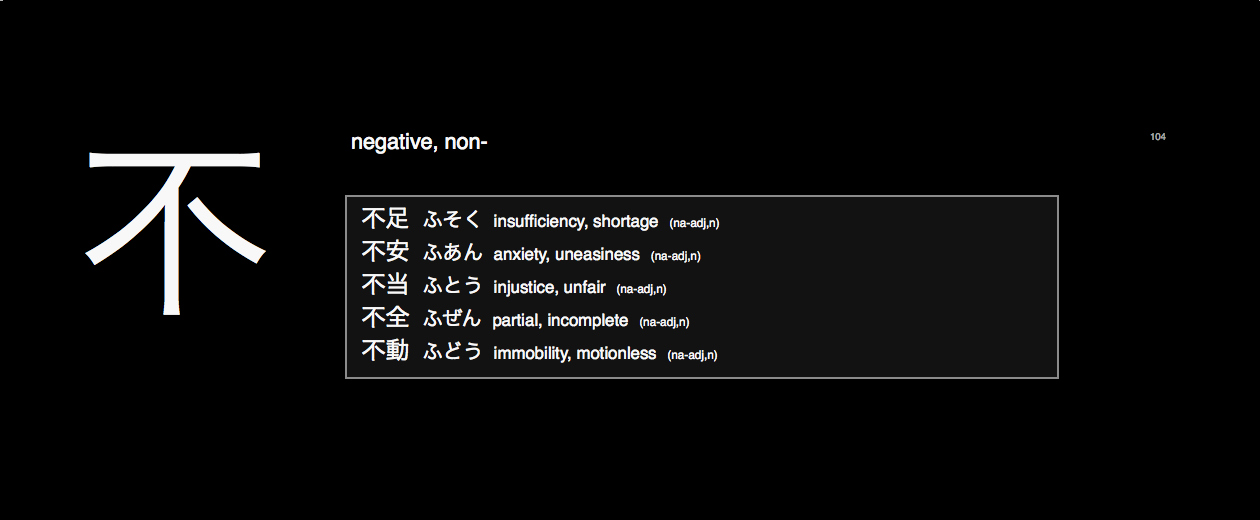 不
negative, non-
104
不足 ふそく insufficiency, shortage (na-adj,n)
不安 ふあん anxiety, uneasiness (na-adj,n)
不当 ふとう injustice, unfair (na-adj,n)
不全 ふぜん partial, incomplete (na-adj,n)
不動 ふどう immobility, motionless (na-adj,n)